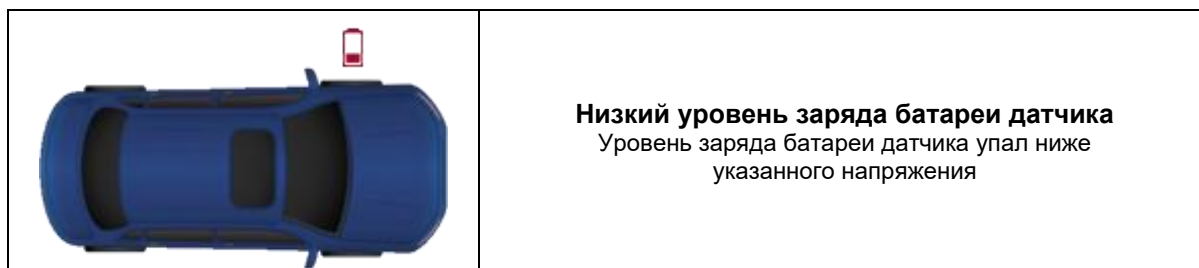 Низкий уровень заряда батареи датчика
Уровень заряда батареи датчика упал ниже
указанного напряжения